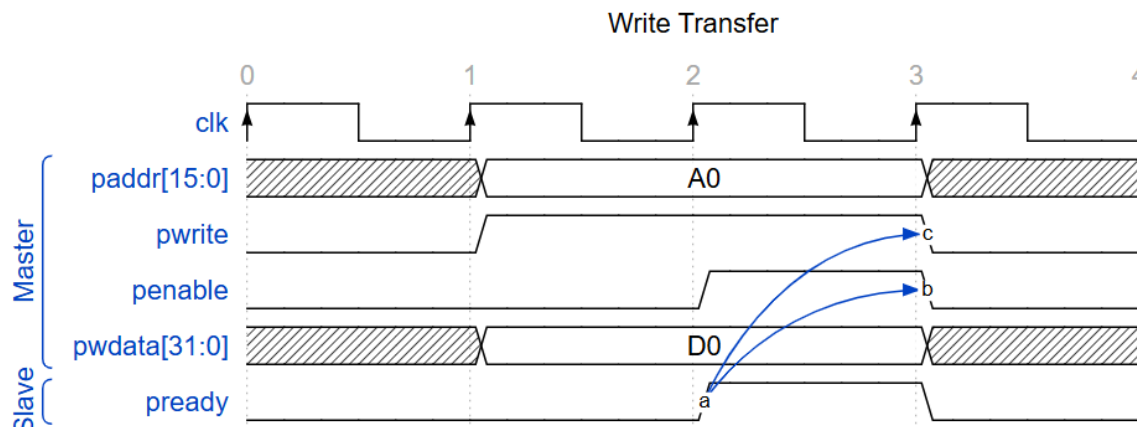 Write Transfer
0 1 2 3 4
clk
Master
paddr[15:0] A0
pwrite c
penable b
pwdata[31:0] D0
Slave
pready a